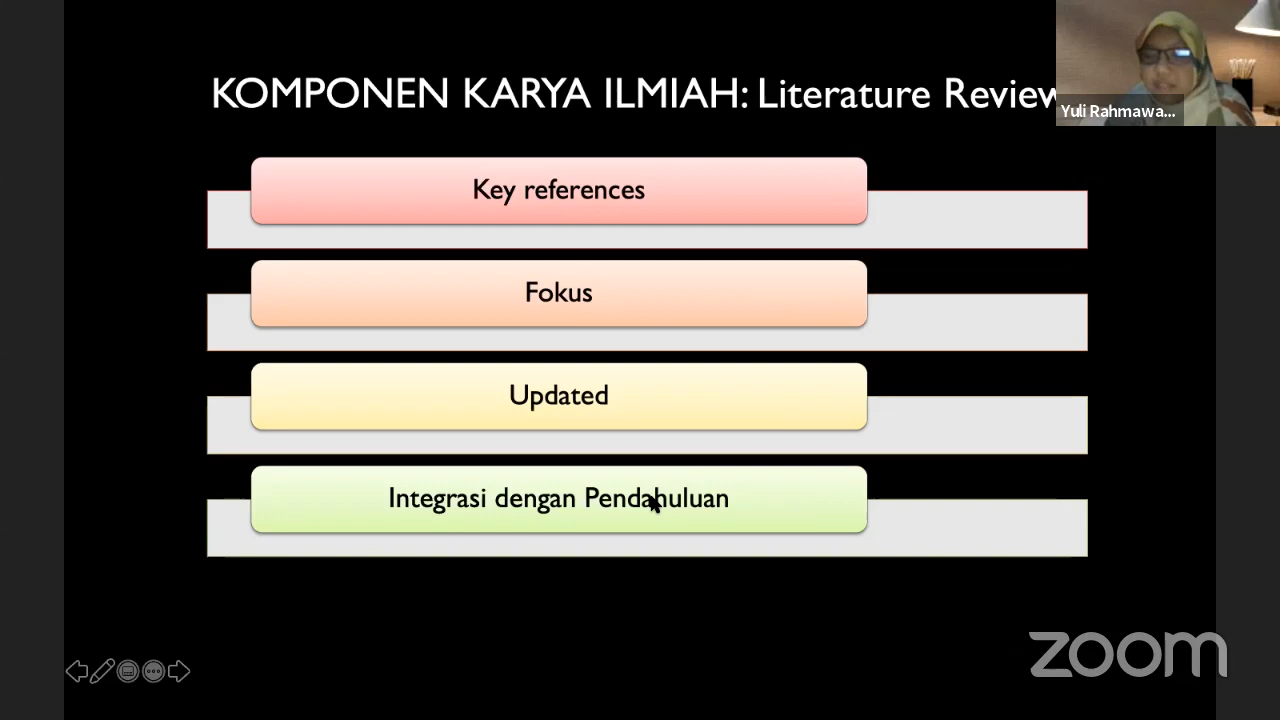 KOMPONEN KARYA ILMIAH: Literature Review
Yuli Rahmawa...
Key references
Fokus
Updated
Integrasi dengan Pendahuluan
zoom